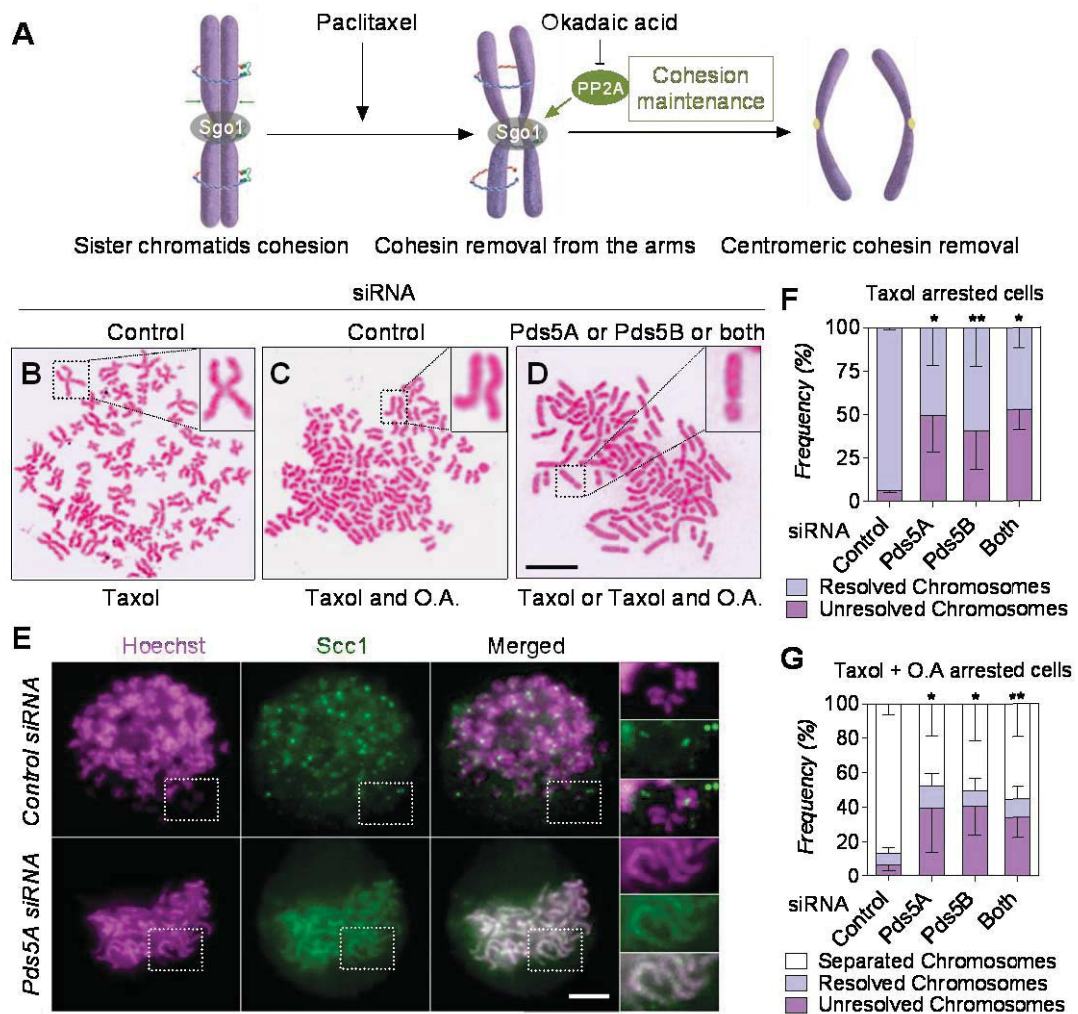 A
Paclitaxel
Okadaic acid
PP2A
Cohesion
maintenance
Sgo1
Sgo1
Sister chromatids cohesion
Cohesin removal from the arms
Centromeric cohesin removal
siRNA
Control
Control
Pds5A or Pds5B or both
B
C
D
Taxol
Taxol and O.A.
Taxol or Taxol and O.A.
E
Hoechst
Scc1
Merged
Control siRNA
Pds5A siRNA
F
Taxol arrested cells
* ** *
Frequency (%)
100
75
50
25
0
siRNA
Control
Pds5A
Pds5B
Both
Resolved Chromosomes
Unresolved Chromosomes
G
Taxol + O.A arrested cells
* * **
Frequency (%)
100
80
60
40
20
0
siRNA
Control
Pds5A
Pds5B
Both
Separated Chromosomes
Resolved Chromosomes
Unresolved Chromosomes